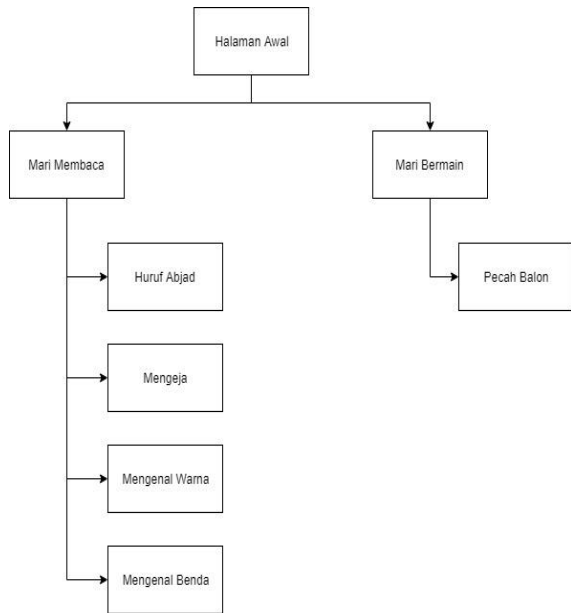 Halaman Awal
Mari Membaca
Mari Bermain
Huruf Abjad
Pecah Balon
Mengeja
Mengenal Warna
Mengenal Benda